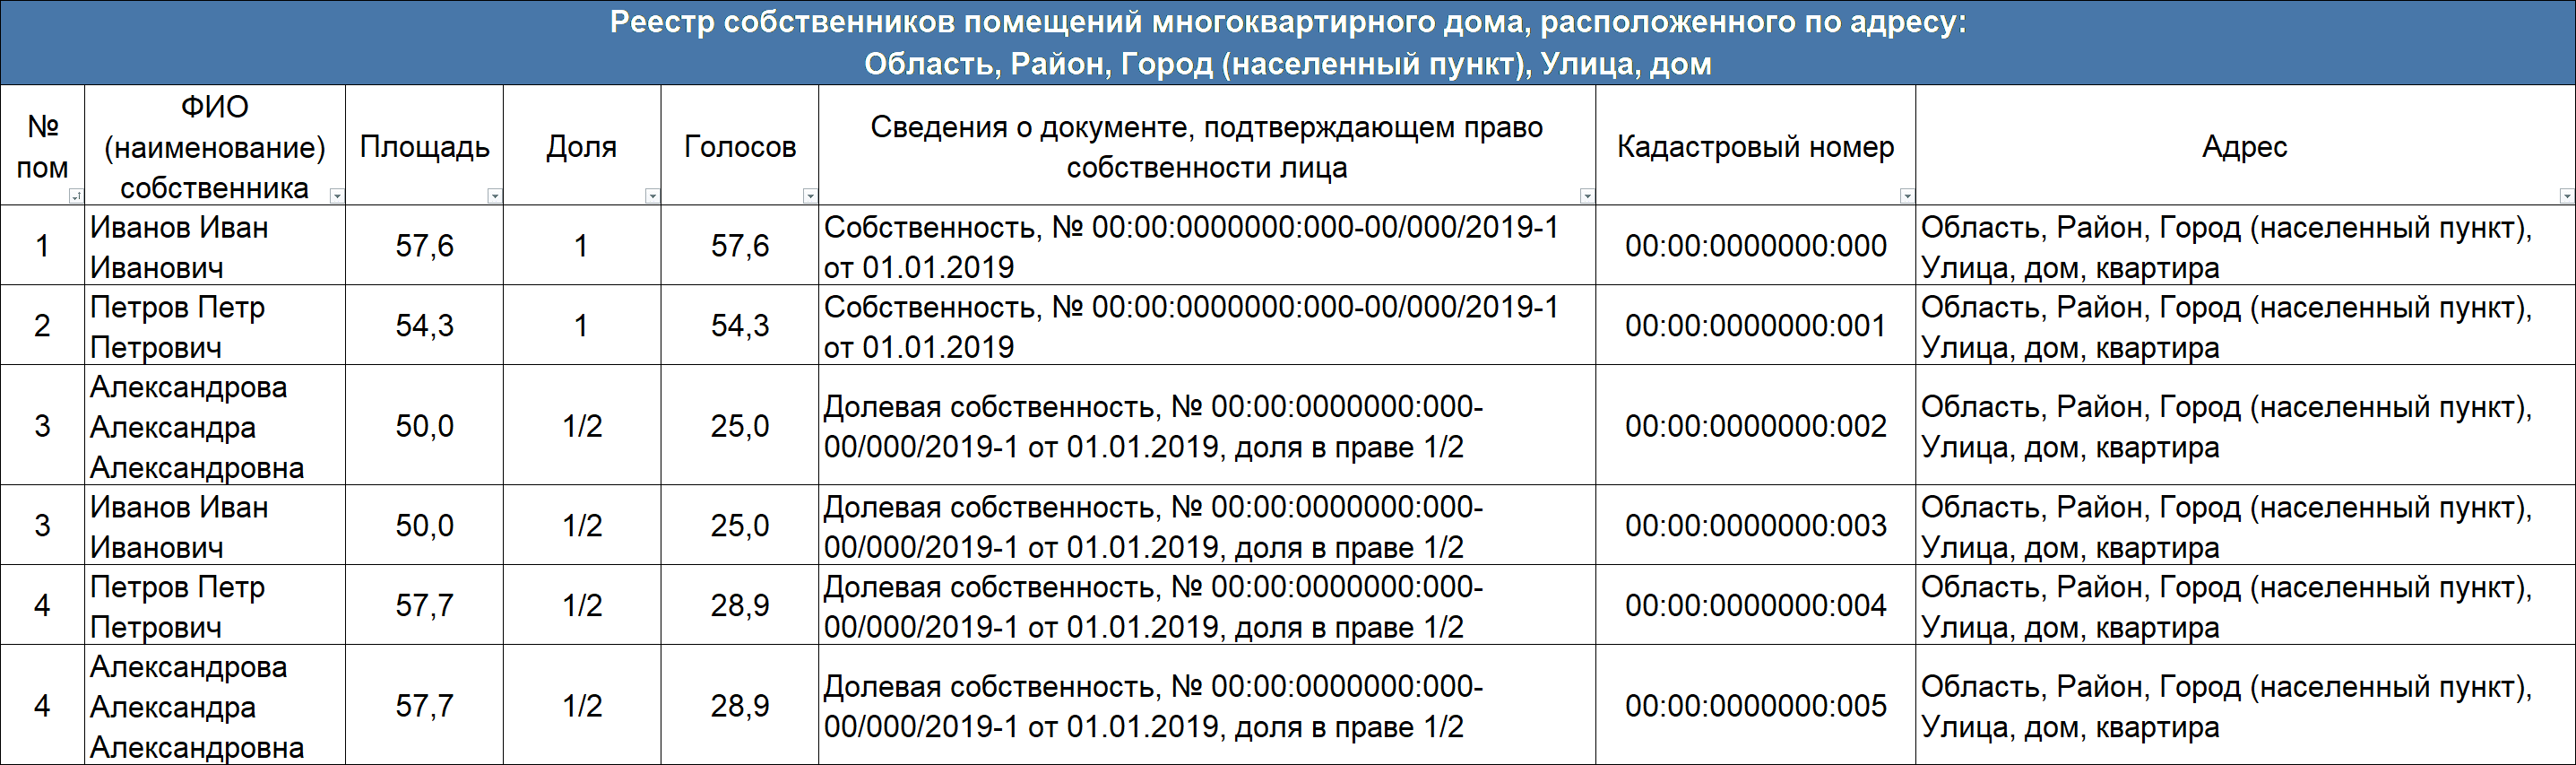 Реестр собственников помещений многоквартирного дома, расположенного по адресу:
Область, Район, Город (населенный пункт), Улица, дом
№
пом
ФИО
(наименование)
собственника
Площадь
Доля
Голосов
Сведения о документе, подтверждающем право
собственности лица
Кадастровый номер
Адрес
1
Иванов Иван
Иванович
57,6
1
57,6
Собственность, № 00:00:0000000:000-00/000/2019-1
от 01.01.2019
00:00:0000000:000
Область, Район, Город (населенный пункт),
Улица, дом, квартира
2
Петров Петр
Петрович
54,3
1
54,3
Собственность, № 00:00:0000000:000-00/000/2019-1
от 01.01.2019
00:00:0000000:001
Область, Район, Город (населенный пункт),
Улица, дом, квартира
3
Александрова
Александра
Александровна
50,0
1/2
25,0
Долевая собственность, № 00:00:0000000:000-
00/000/2019-1 от 01.01.2019, доля в праве 1/2
00:00:0000000:002
Область, Район, Город (населенный пункт),
Улица, дом, квартира
3
Иванов Иван
Иванович
50,0
1/2
25,0
Долевая собственность, № 00:00:0000000:000-
00/000/2019-1 от 01.01.2019, доля в праве 1/2
00:00:0000000:003
Область, Район, Город (населенный пункт),
Улица, дом, квартира
4
Петров Петр
Петрович
57,7
1/2
28,9
Долевая собственность, № 00:00:0000000:000-
00/000/2019-1 от 01.01.2019, доля в праве 1/2
00:00:0000000:004
Область, Район, Город (населенный пункт),
Улица, дом, квартира
4
Александрова
Александра
Александровна
57,7
1/2
28,9
Долевая собственность, № 00:00:0000000:000-
00/000/2019-1 от 01.01.2019, доля в праве 1/2
00:00:0000000:005
Область, Район, Город (населенный пункт),
Улица, дом, квартира